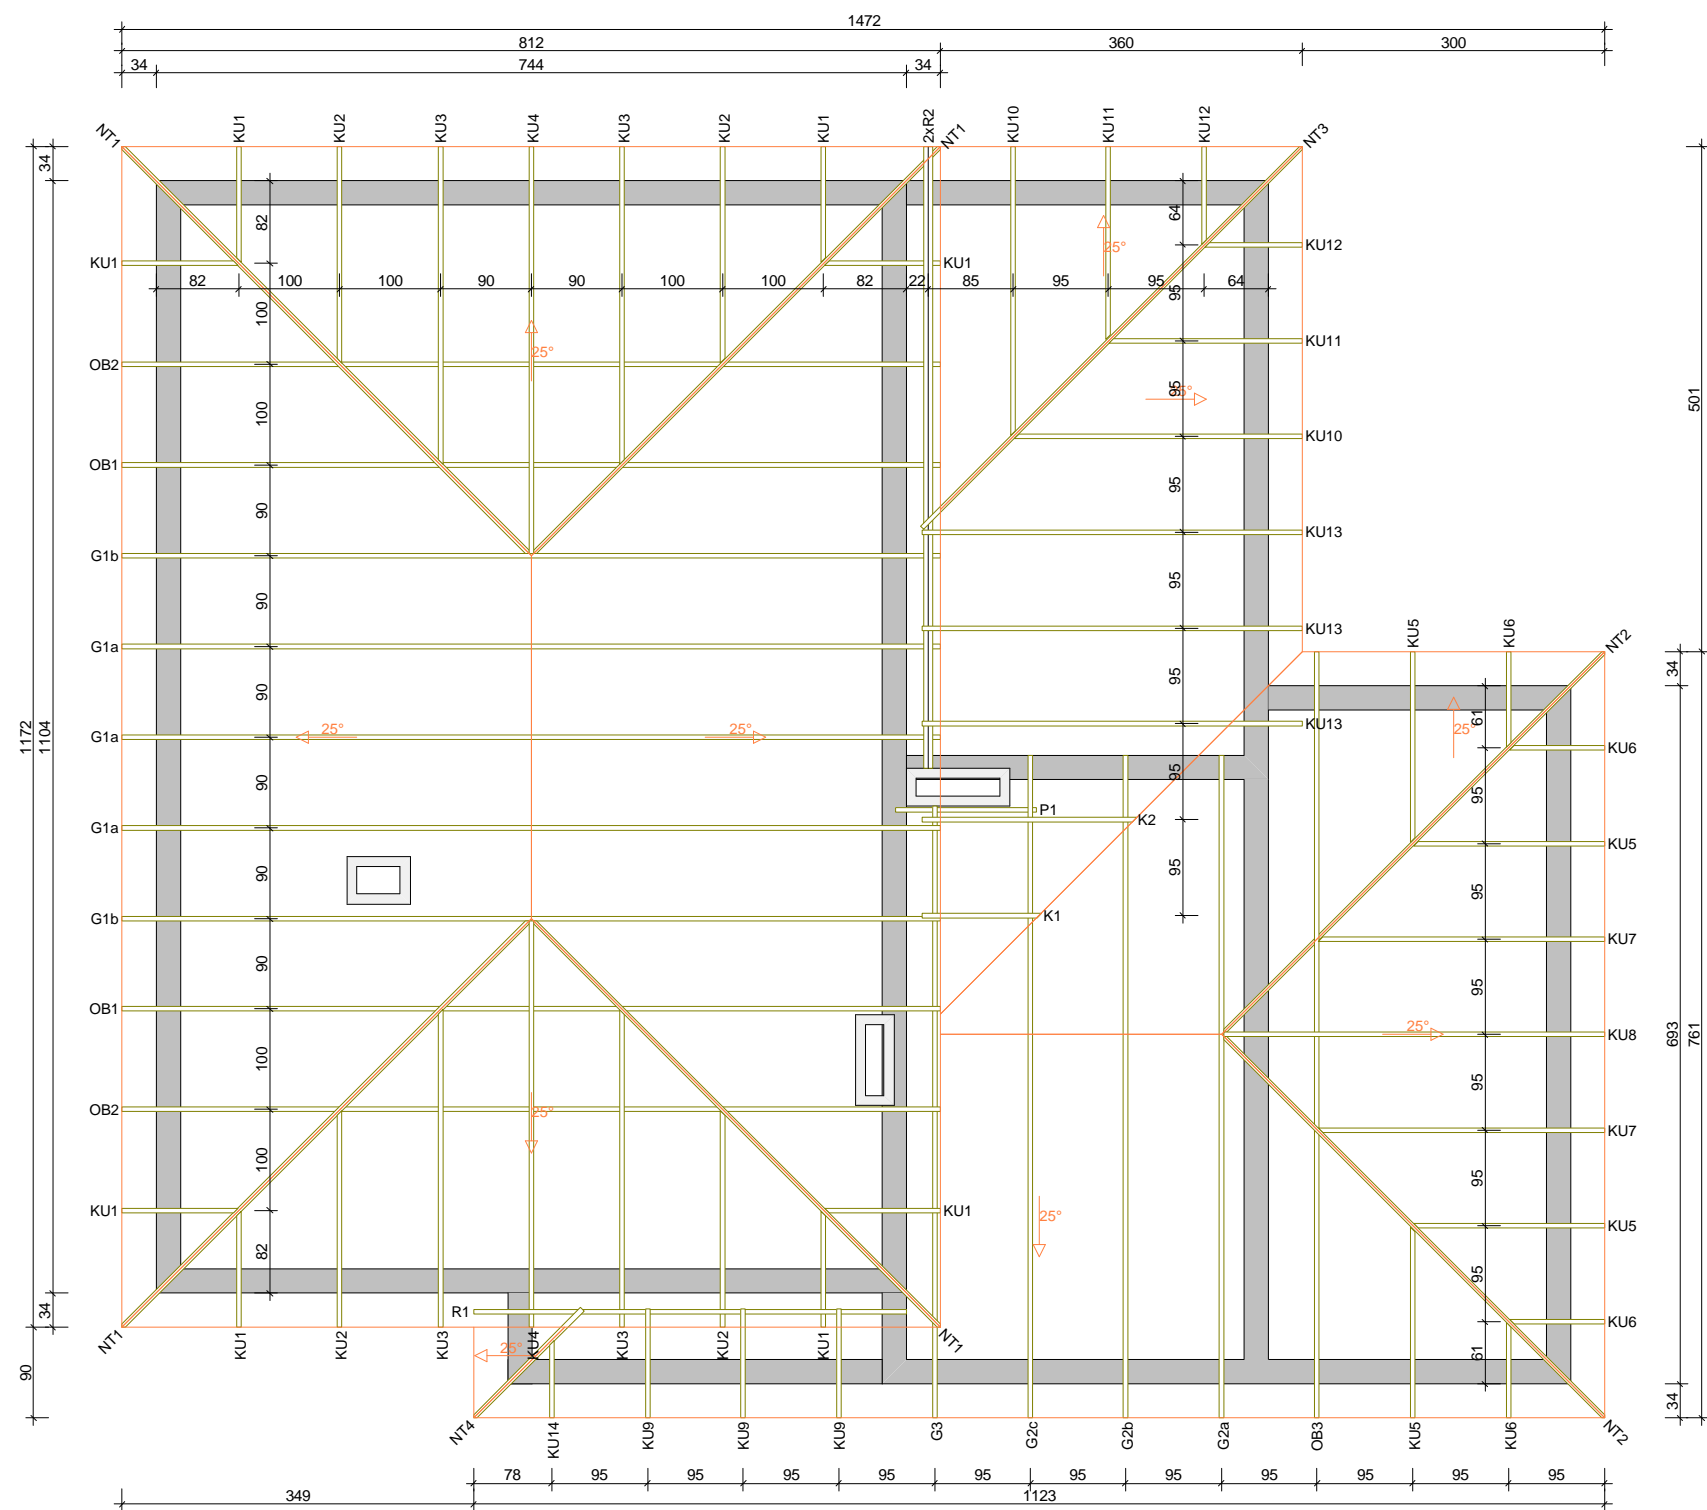 1472
812 360 300
34 744 34
NT1 KU1 KU2 KU3 KU4 KU3 KU2 KU1 2xR2 NT1 KU10 KU11 KU12 NT3
34 34
82 64
25°
KU1 KU1 KU12
82 100 100 90 90 100 100 82 22 85 95 95 64
100 95
25°
KU11
OB2
100 95 25° 501
KU10
OB1
90 95
KU13
G1b
90 95
KU13 KU5 KU6 NT2
G1a
34
90 95
61
25° 25° KU13 25°
G1a
1172 1104
KU6
90 95 95
P1
K2
G1a
KU5
90 95
K1
G1b
95
KU7
90 95
OB1
25° KU8
693 761
100 95
OB2
25°
KU7
100 95
KU1 KU1 25° KU5
82 95
34
R1
KU6
NT1 KU1 KU2 KU3 KU4 KU3 KU2 KU1 NT1
25°
61
90
34
NT4 KU14 KU9 KU9 KU9 G3 G2c G2b G2a OB3 KU5 KU6 NT2
78 95 95 95 95 95 95 95 95 95 95 95
349 1123